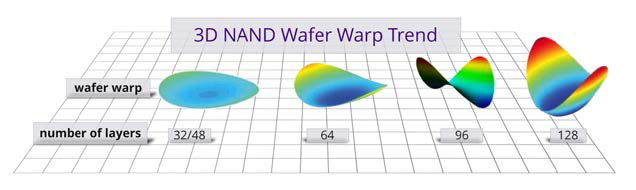 3D NAND Wafer Warp Trend
wafer warp
number of layers
32/48
64
96
128